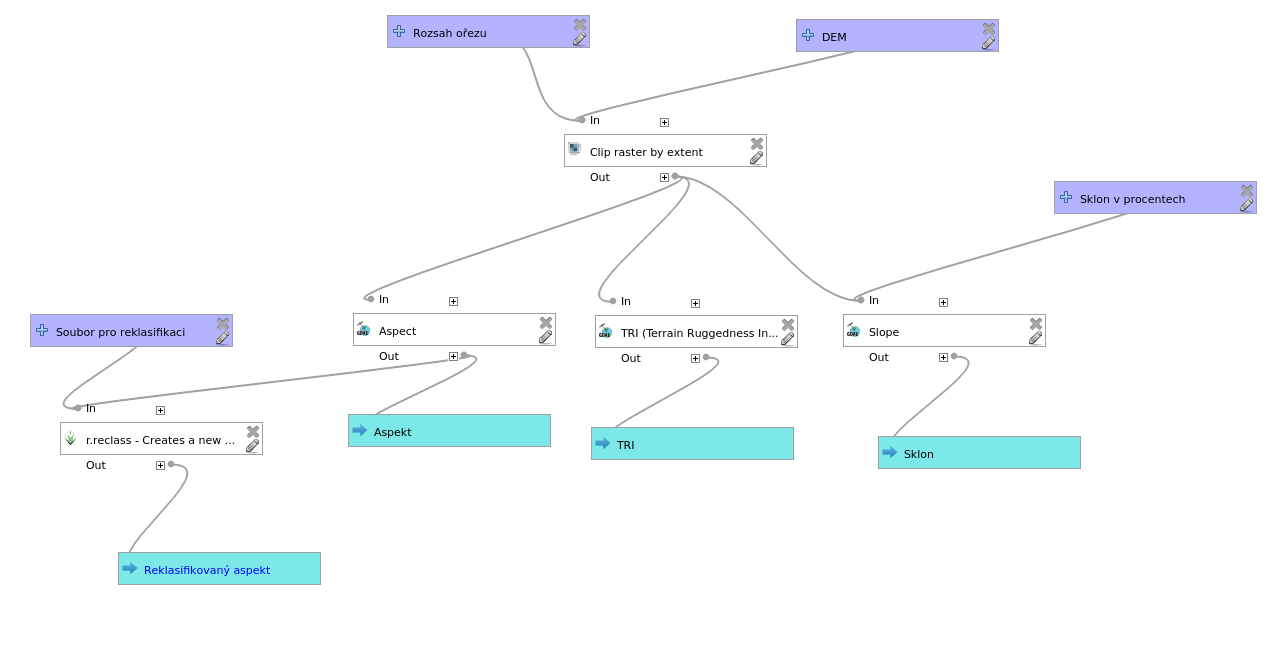 Rozsah ořezu
DEM
In
Clip raster by extent
Out
Sklon v procentech
In
In
In
Soubor pro reklasifikaci
Aspect
TRI (Terrain Ruggedness In...
Slope
Out
Out
Out
In
r.reclass - Creates a new ...
Aspekt
TRI
Sklon
Out
Reklasifikovaný aspekt